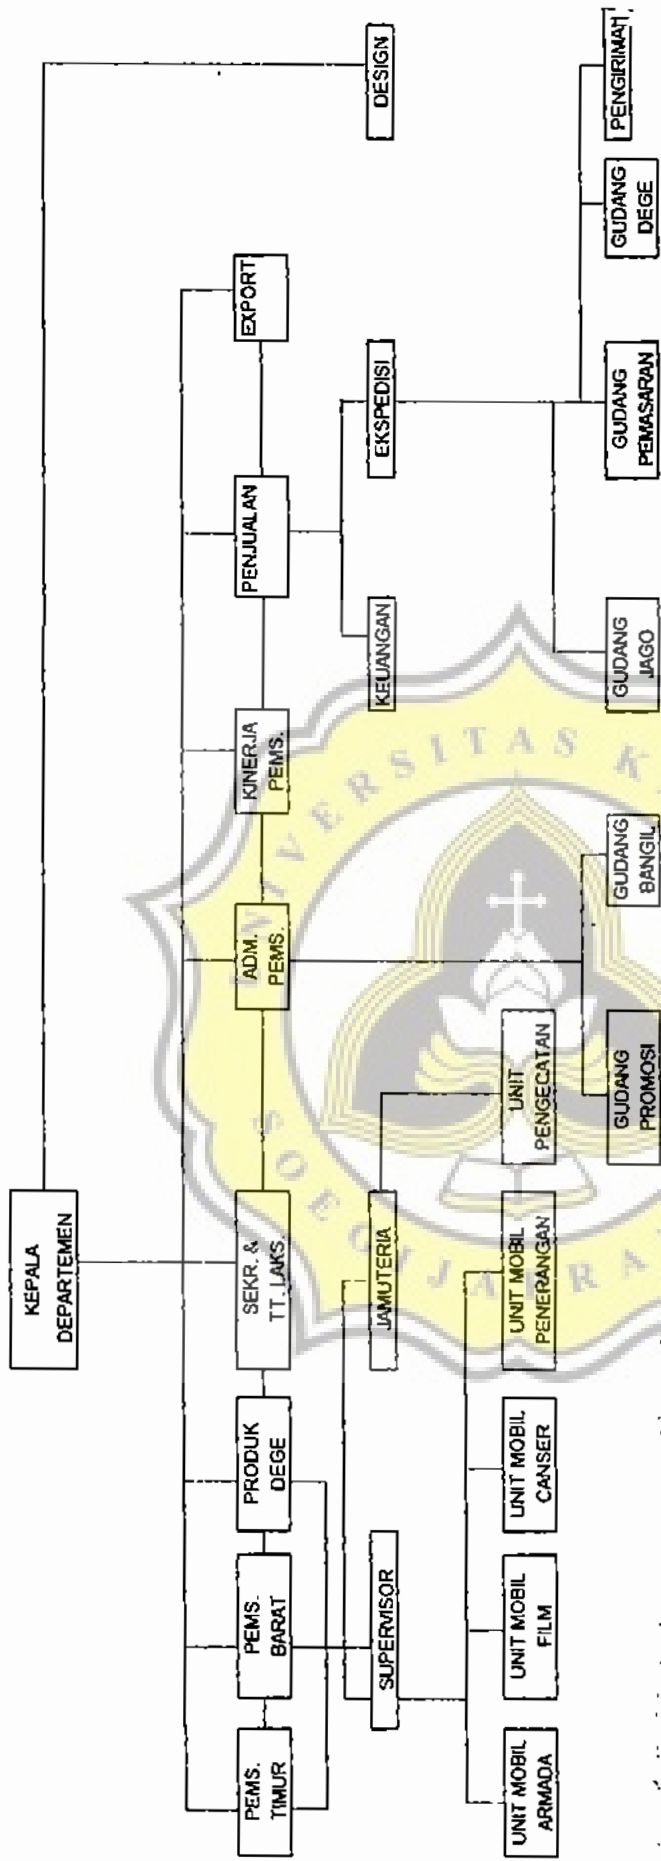 KEPALA
DEPARTEMEN
DESIGN
PEMS.
TIMUR
PEMS.
BARAT
PRODUK
DEGE
SEKR. &
TT. LAKS.
ADM.
PEMS.
KINERJA
PEMS.
PENJUALAN
EXPORT
SUPERVISOR
JAMUTERIA
KEUANGAN
EKSPEDISI
UNIT MOBIL
ARMADA
UNIT MOBIL
FILM
UNIT MOBIL
CANSER
UNIT MOBIL
PENERANGAN
UNIT
PENGECATAN
GUDANG
PROMOSI
GUDANG
BANGIL
GUDANG
JAGO
GUDANG
PEMASARAN
GUDANG
DEGE
PENGIRIMAN
UNIVERSITAS K
SOEGIJAPRA